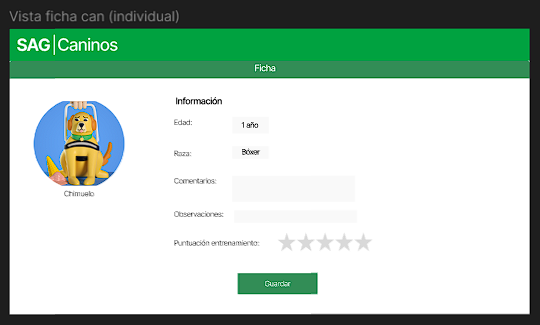 Vista ficha can (individual)
SAG|Caninos
Ficha
Información
Edad: 1 año
Raza: Bóxer
Chimuelo
Comentarios:
Observaciones:
Puntuación entrenamiento:
Guardar